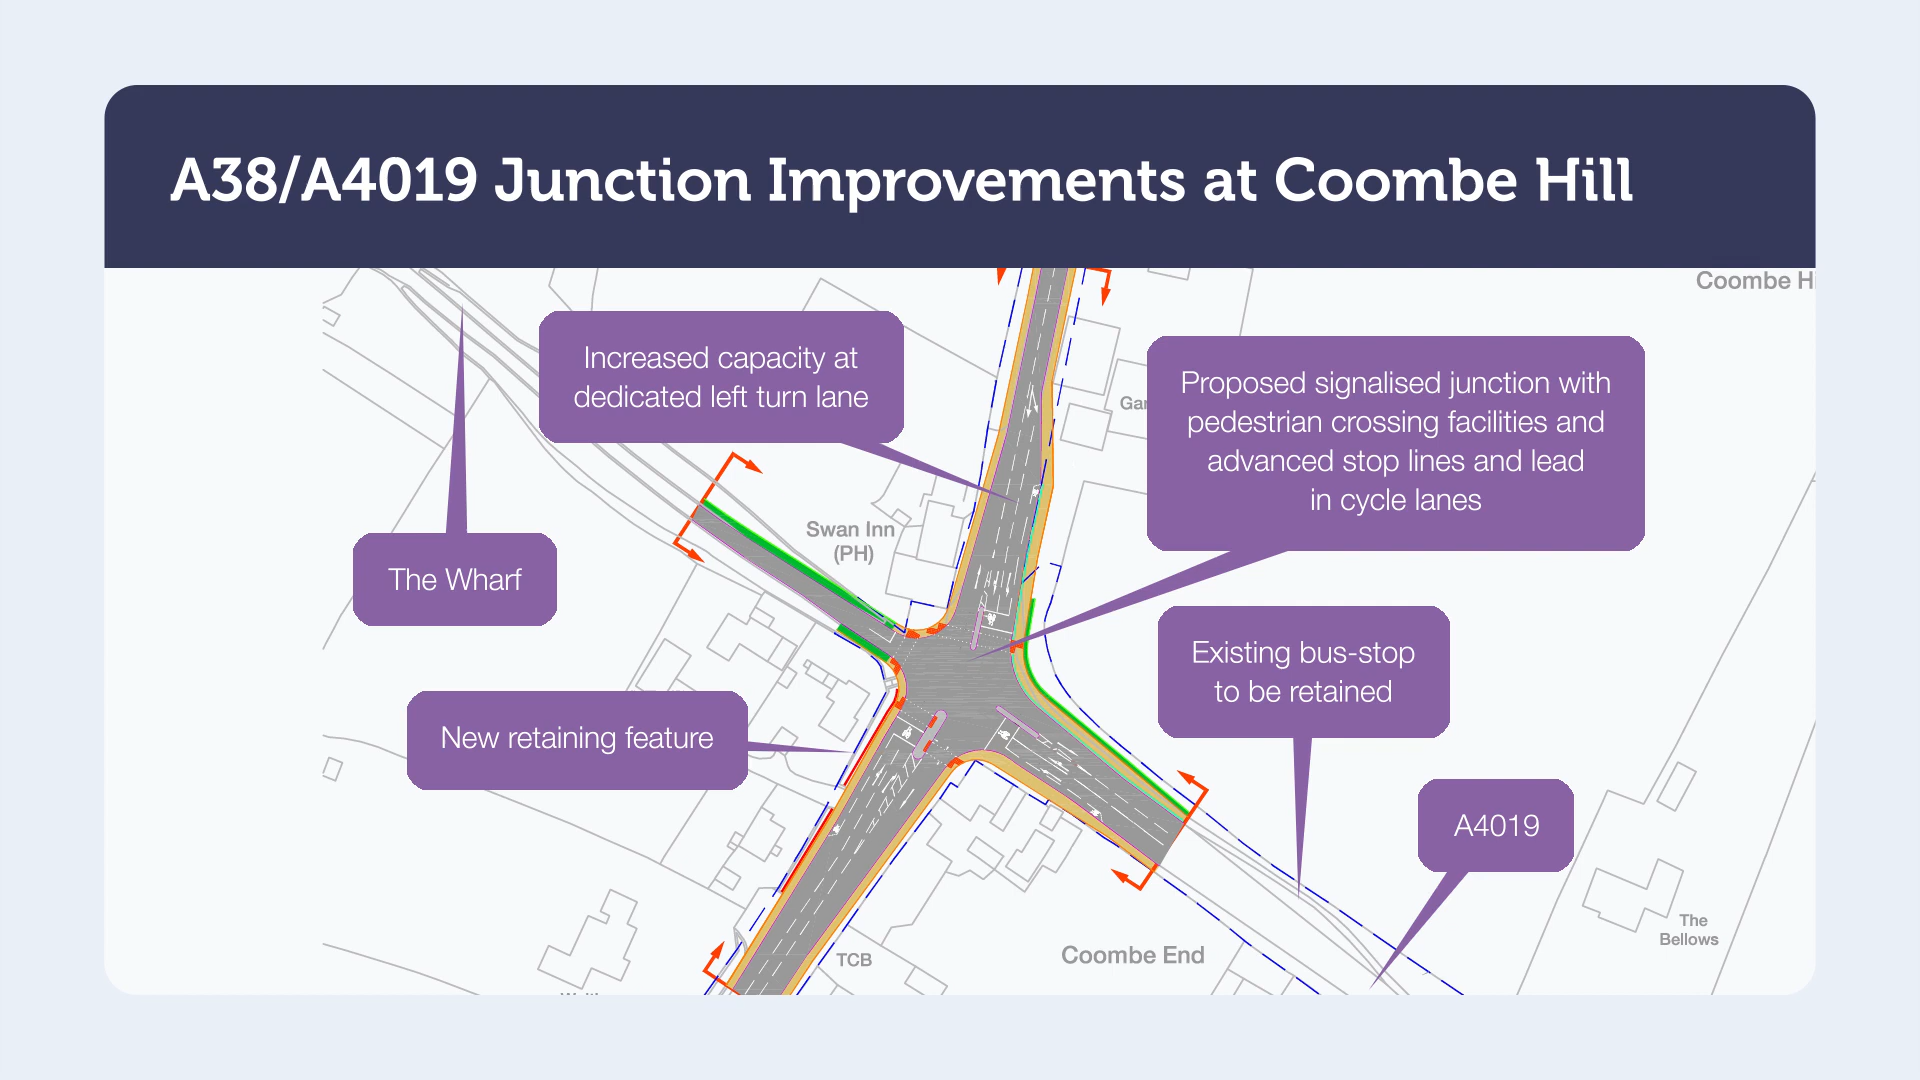 A38/A4019 Junction Improvements at Coombe Hill
Increased capacity at
dedicated left turn lane
Proposed signalised junction with
pedestrian crossing facilities and
advanced stop lines and lead
in cycle lanes
The Wharf
Swan Inn
(PH)
Existing bus-stop
to be retained
New retaining feature
A4019
The
Bellows
Coombe End
TCB
Coombe